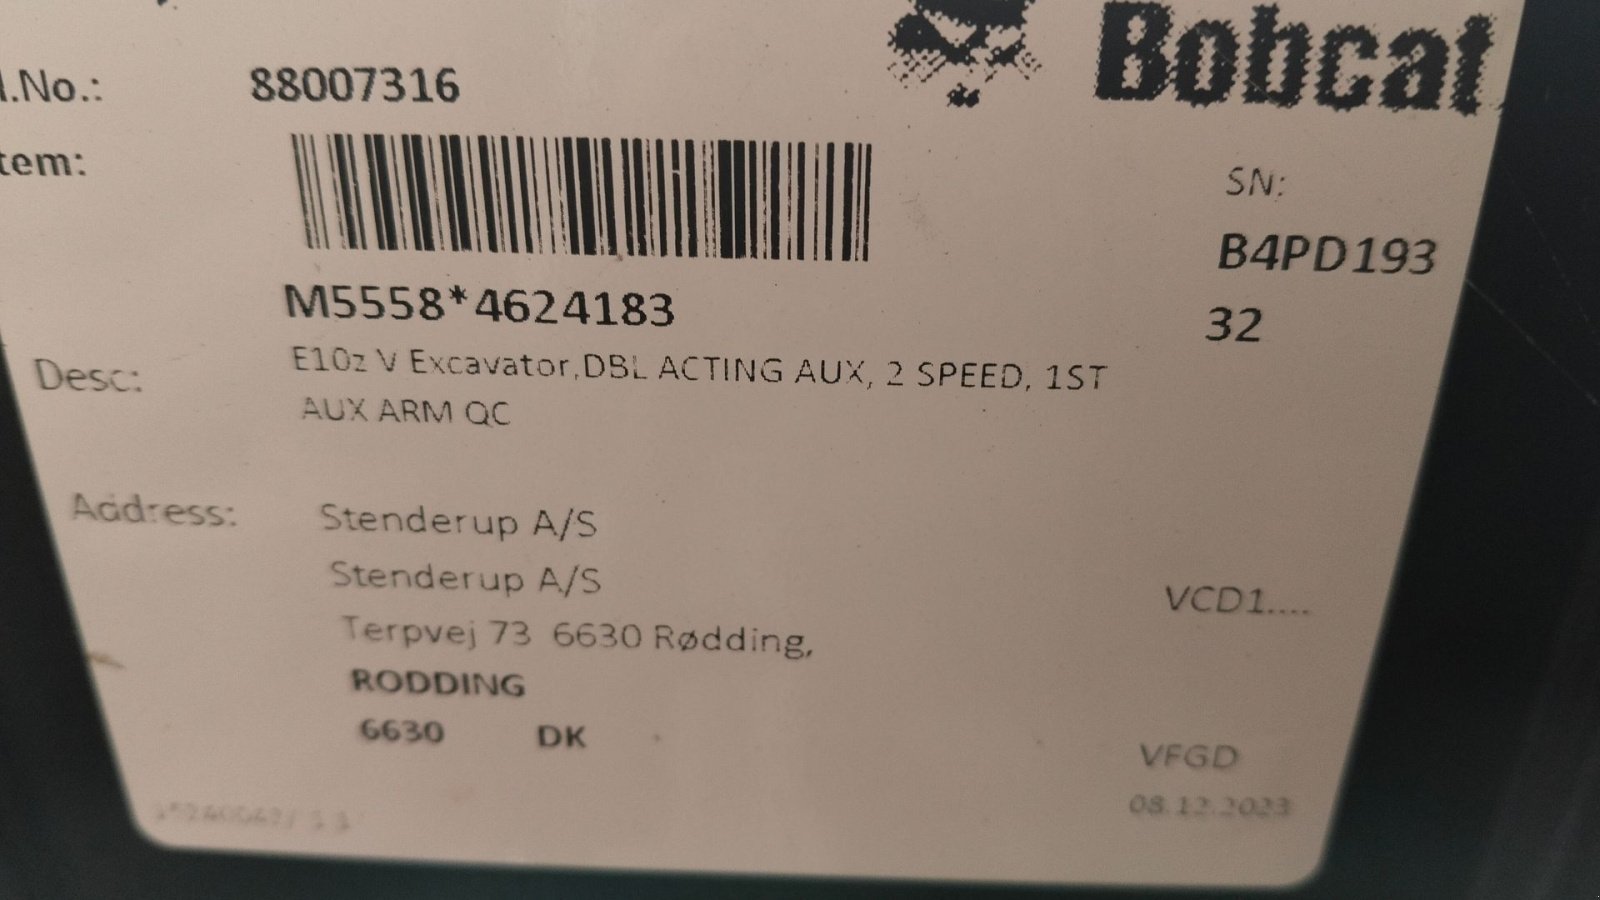 Bobcat
l.No.: 88007316
tem:
SN:
B4PD193
32
M5558*4624183
Desc: E10z V Excavator,DBL ACTING AUX, 2 SPEED, 1ST
AUX ARM QC
Address: Stenderup A/S
Stenderup A/S
VCD1....
Terpvej 73 6630 Rødding,
RODDING
6630 DK
VFGD
08.12.2023